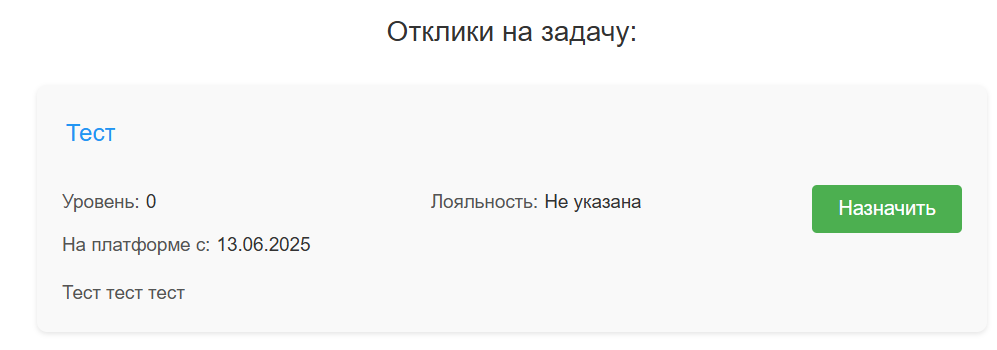 Отклики на задачу:
Тест
Уровень: 0
Лояльность: Не указана
Назначить
На платформе с: 13.06.2025
Тест тест тест